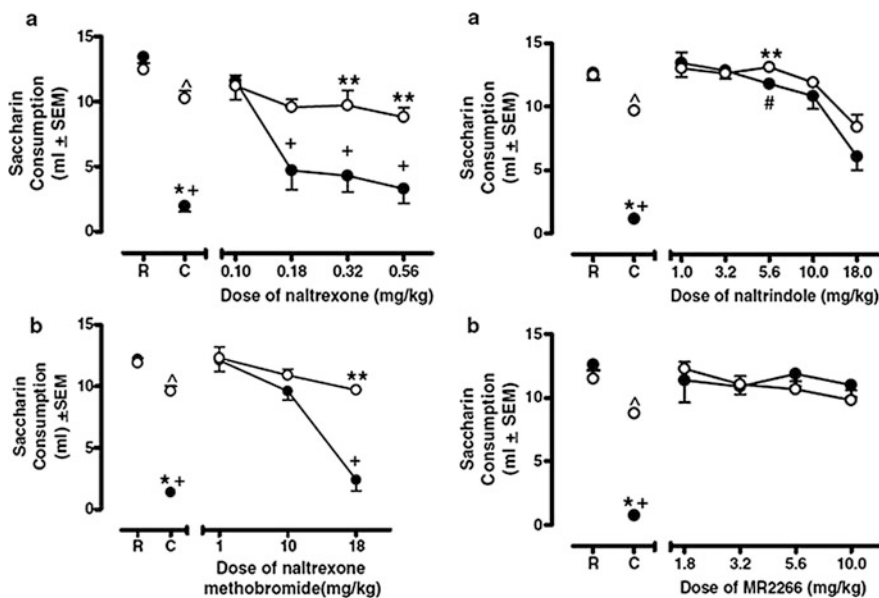 a
Saccharin
Consumption
(ml ± SEM)
15
10
5
0
^
*+
+
+
+
**
**
R
C
0.10 0.18 0.32 0.56
Dose of naltrexone (mg/kg)
b
Saccharin
Consumption
(ml) ±SEM)
15
10
5
0
^
*+
**
+
R
C
1 10 18
Dose of naltrexone
methobromide(mg/kg)
a
Saccharin
Consumption
(ml ± SEM)
15
10
5
0
^
*+
**
#
R
C
1.0 3.2 5.6 10.0 18.0
Dose of naltrindole (mg/kg)
b
Saccharin
Consumption
(ml ± SEM)
15
10
5
0
^
*+
R
C
1.8 3.2 5.6 10.0
Dose of MR2266 (mg/kg)